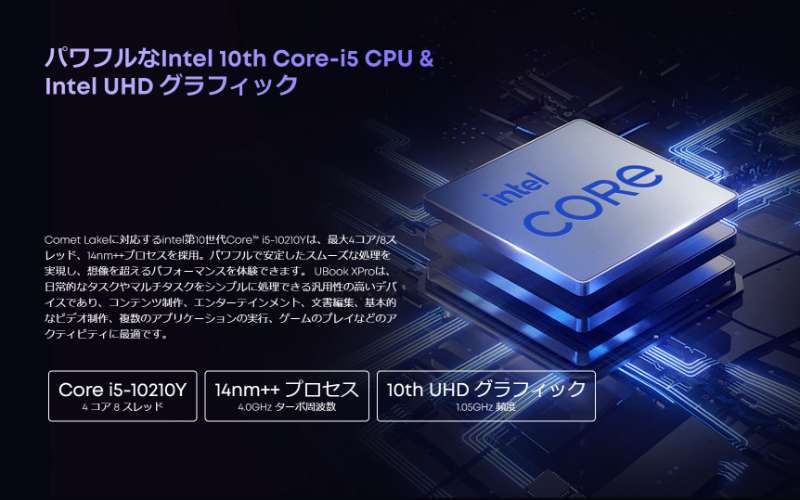 パワフルなIntel 10th Core-i5 CPU &
Intel UHD グラフィック
intel
CORe
Comet Lakeに対応するintel第10世代Core™ i5-10210Yは、最大4コア/8ス
レッド、14nm++プロセスを採用。パワフルで安定したスムーズな処理を
実現し、想像を超えるパフォーマンスを体験できます。 UBook XProは、
日常的なタスクやマルチタスクをシンプルに処理できる汎用性の高いデバ
イスであり、コンテンツ制作、エンターテインメント、文書編集、基本的
なビデオ制作、複数のアプリケーションの実行、ゲームのプレイなどのア
クティビティに最適です。
Core i5-10210Y
4 コア 8 スレッド
14nm++ プロセス
4.0GHz ターボ周波数
10th UHD グラフィック
1.05GHz 頻度